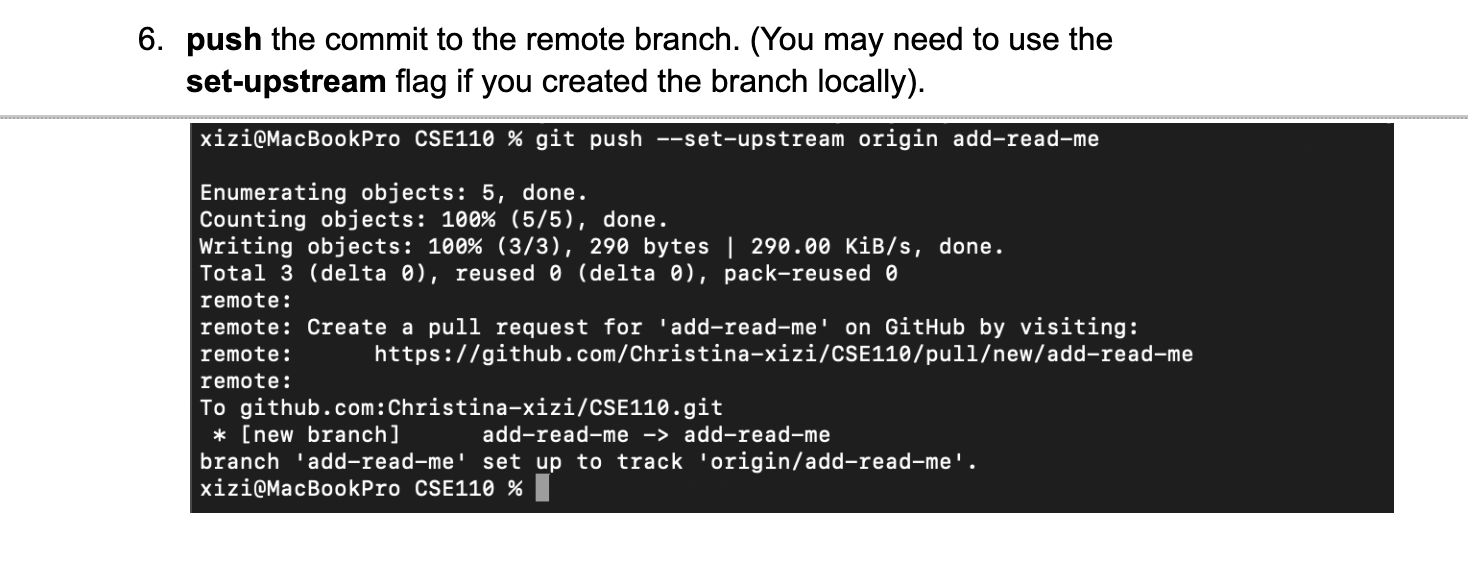 6. push the commit to the remote branch. (You may need to use the
set-upstream flag if you created the branch locally).
xizi@MacBookPro CSE110 % git push --set-upstream origin add-read-me
Enumerating objects: 5, done.
Counting objects: 100% (5/5), done.
Writing objects: 100% (3/3), 290 bytes | 290.00 KiB/s, done.
Total 3 (delta 0), reused 0 (delta 0), pack-reused 0
remote:
remote: Create a pull request for 'add-read-me' on GitHub by visiting:
remote:      https://github.com/Christina-xizi/CSE110/pull/new/add-read-me
remote:
To github.com:Christina-xizi/CSE110.git
 * [new branch]      add-read-me -> add-read-me
branch 'add-read-me' set up to track 'origin/add-read-me'.
xizi@MacBookPro CSE110 %